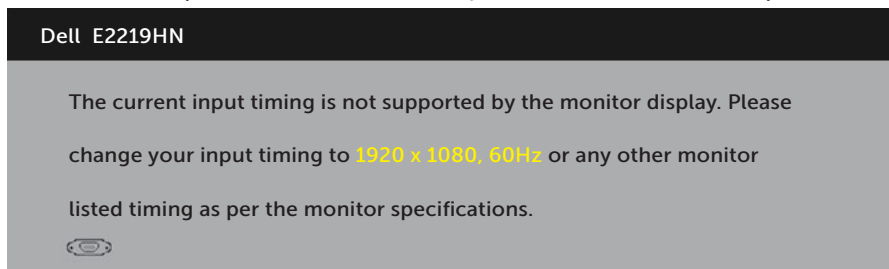 Dell E2219HN
The current input timing is not supported by the monitor display. Please
change your input timing to 1920 x 1080, 60Hz or any other monitor
listed timing as per the monitor specifications.